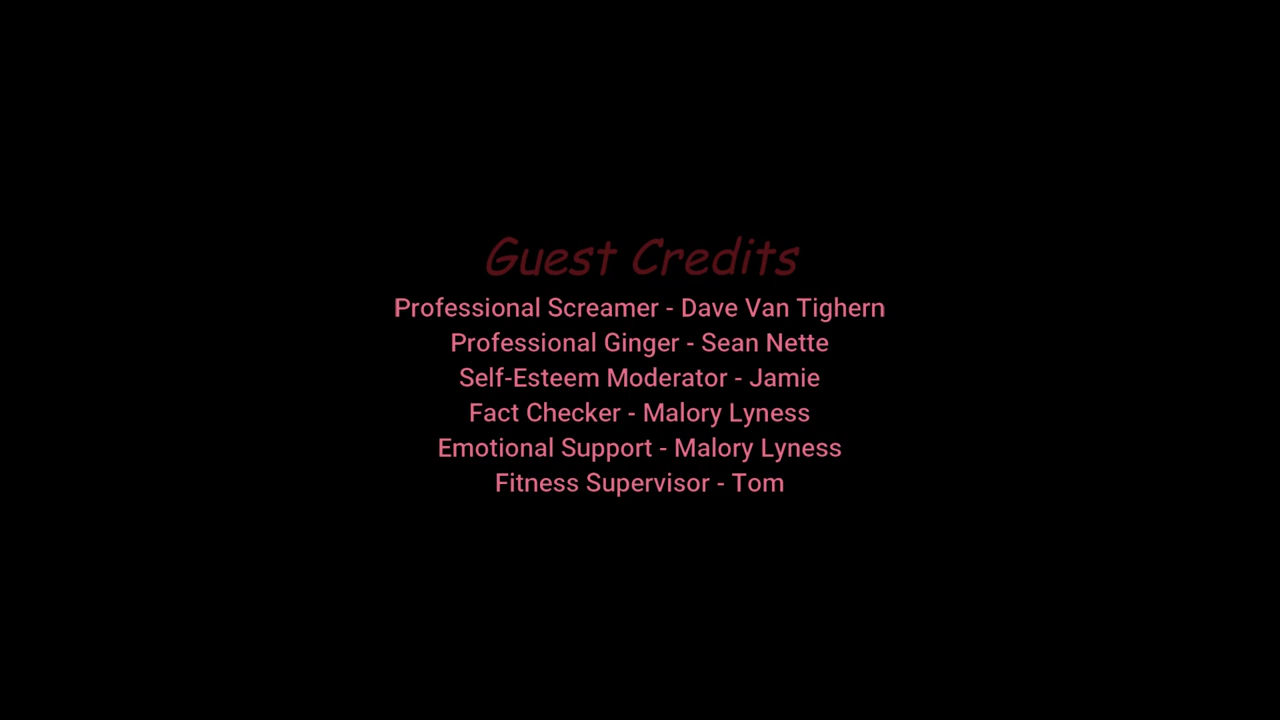 Guest Credits
Professional Screamer - Dave Van Tighern
Professional Ginger - Sean Nette
Self-Esteem Moderator - Jamie
Fact Checker - Malory Lyness
Emotional Support - Malory Lyness
Fitness Supervisor - Tom